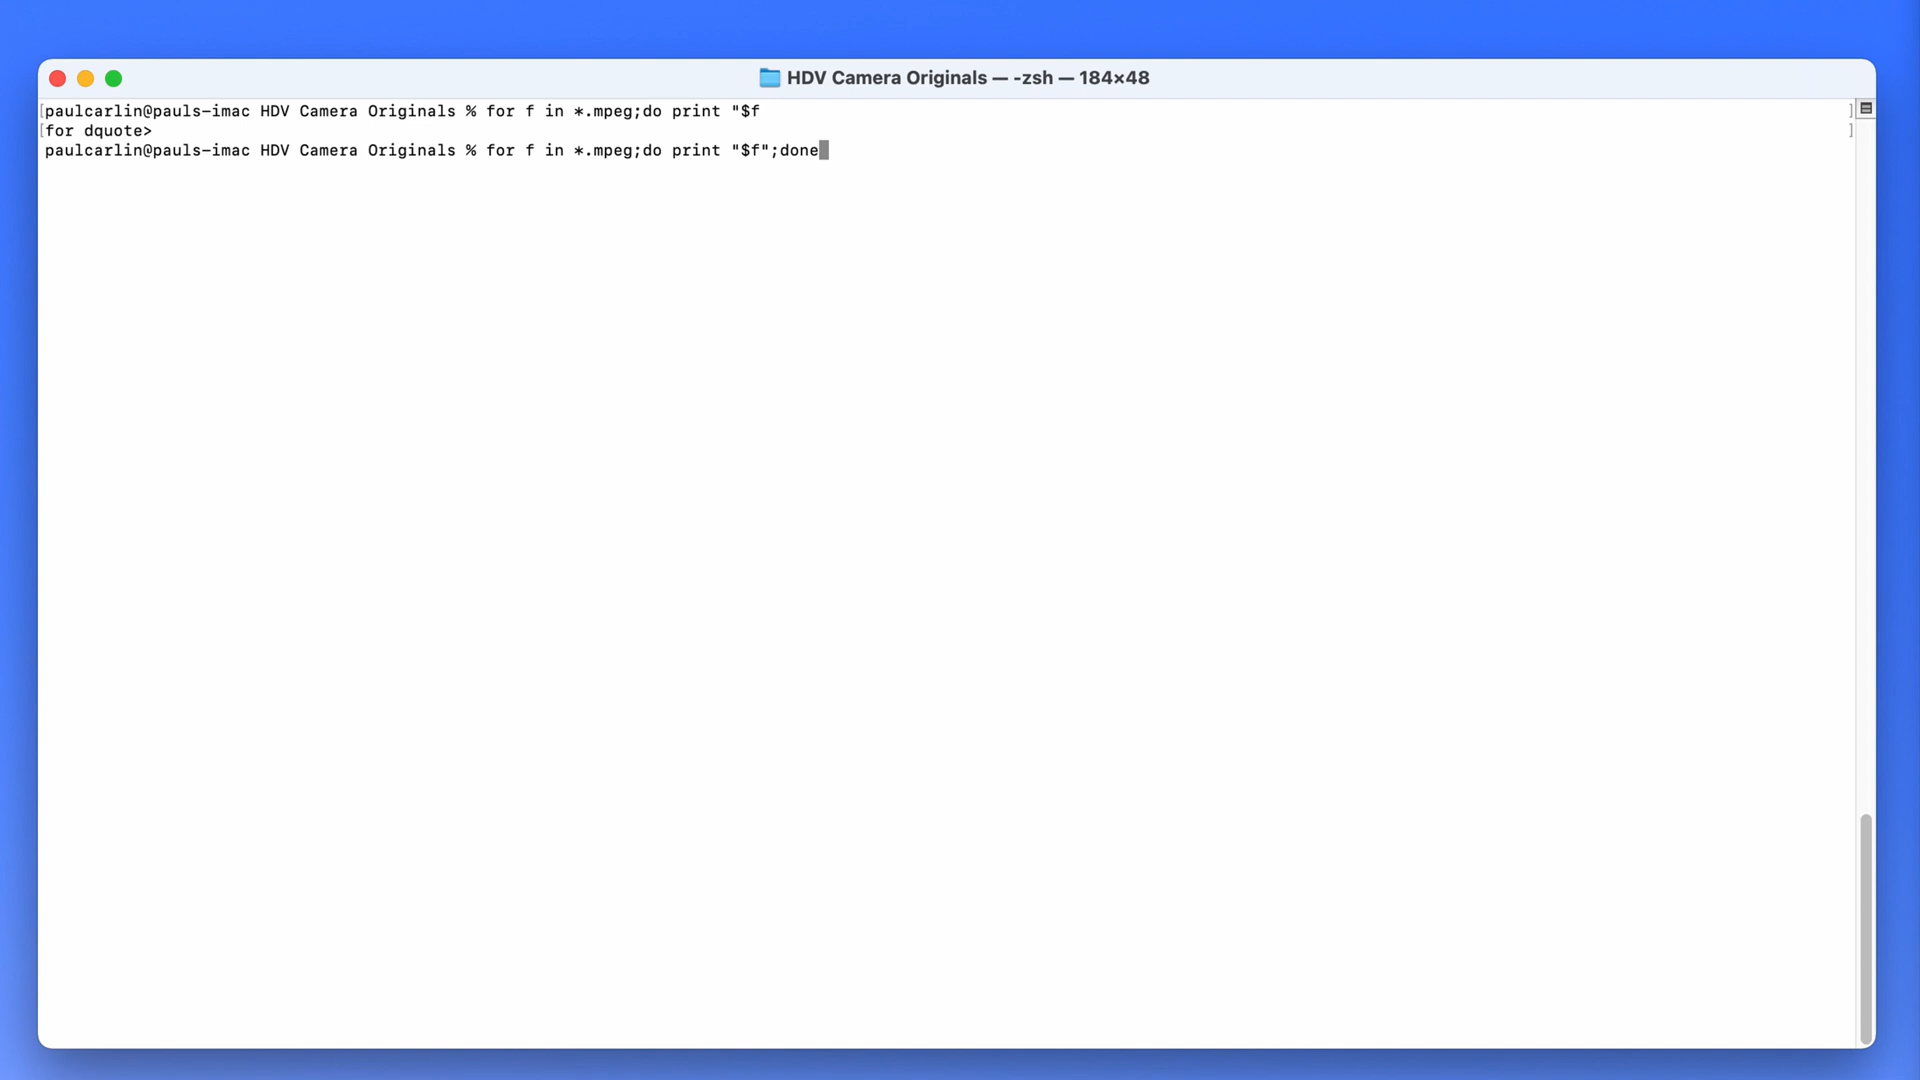 HDV Camera Originals — -zsh — 184×48
[paulcarlin@pauls-imac HDV Camera Originals % for f in *.mpeg;do print "$f ]
[for dquote> ]
paulcarlin@pauls-imac HDV Camera Originals % for f in *.mpeg;do print "$f";done